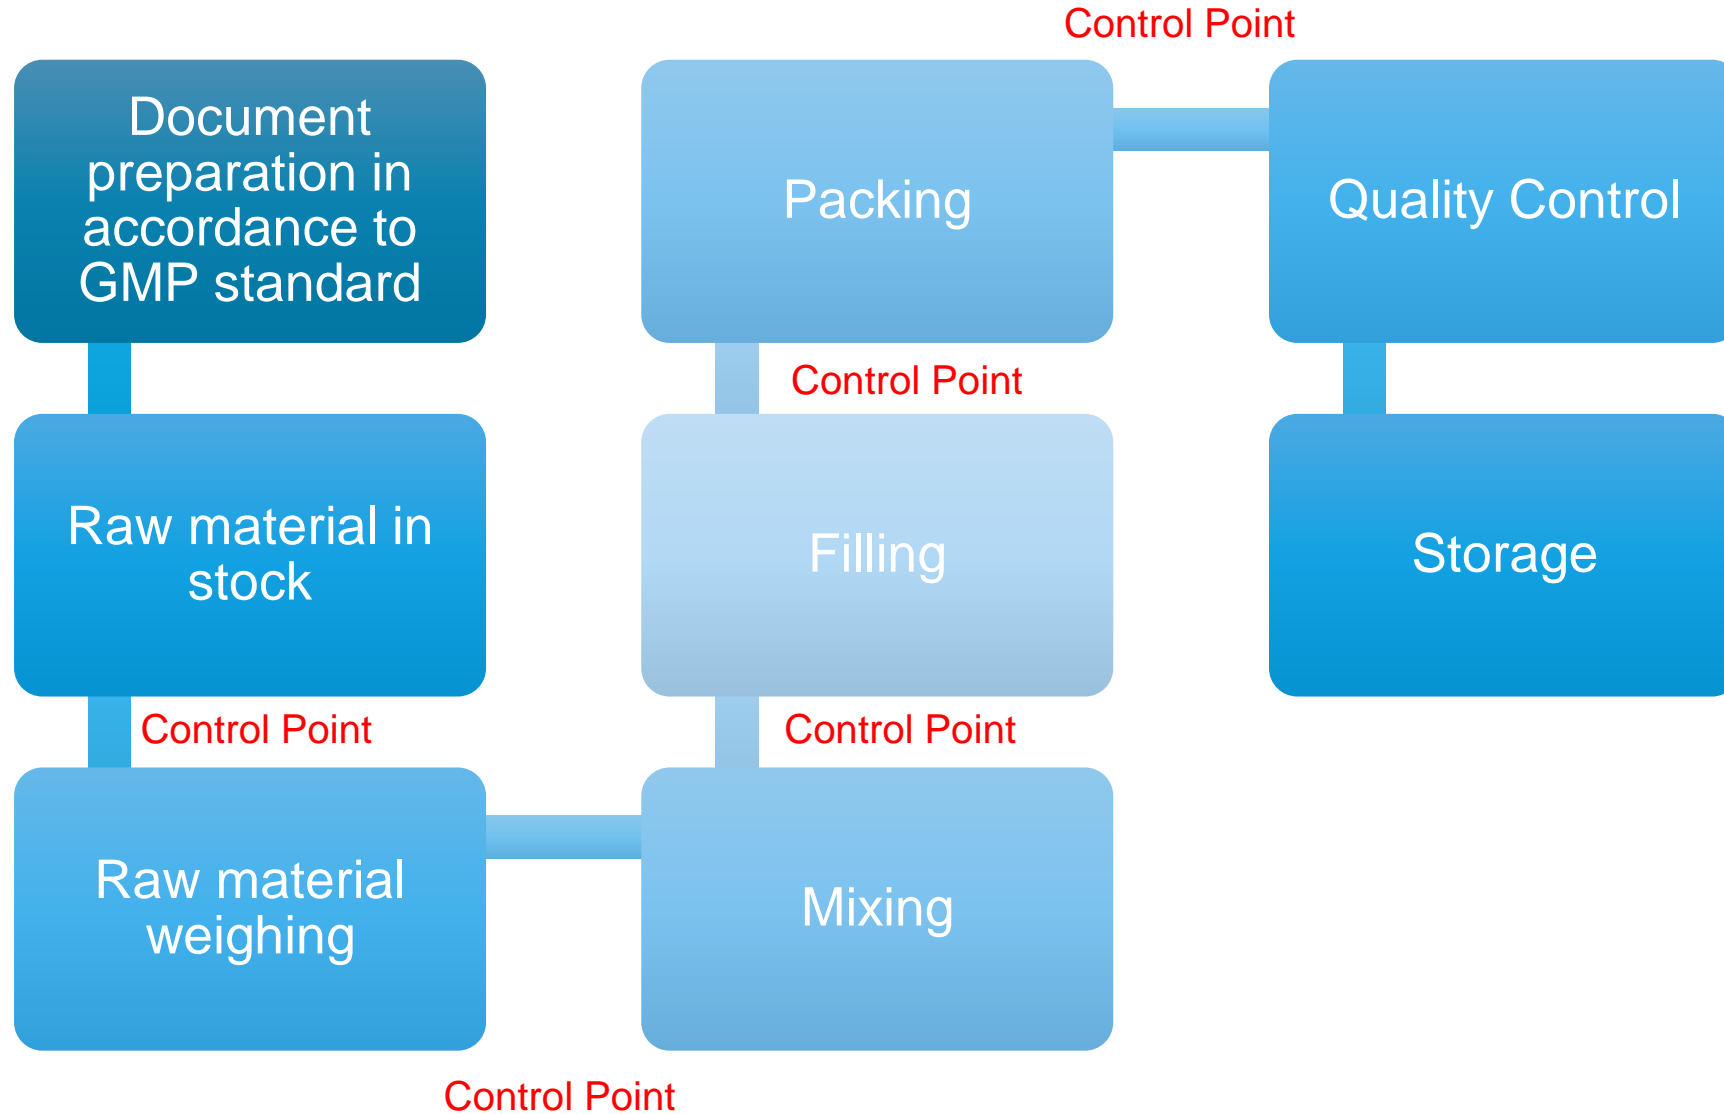 Document
preparation in
accordance to
GMP standard
Raw material in
stock
Control Point
Raw material
weighing
Control Point
Mixing
Control Point
Filling
Control Point
Packing
Control Point
Quality Control
Storage